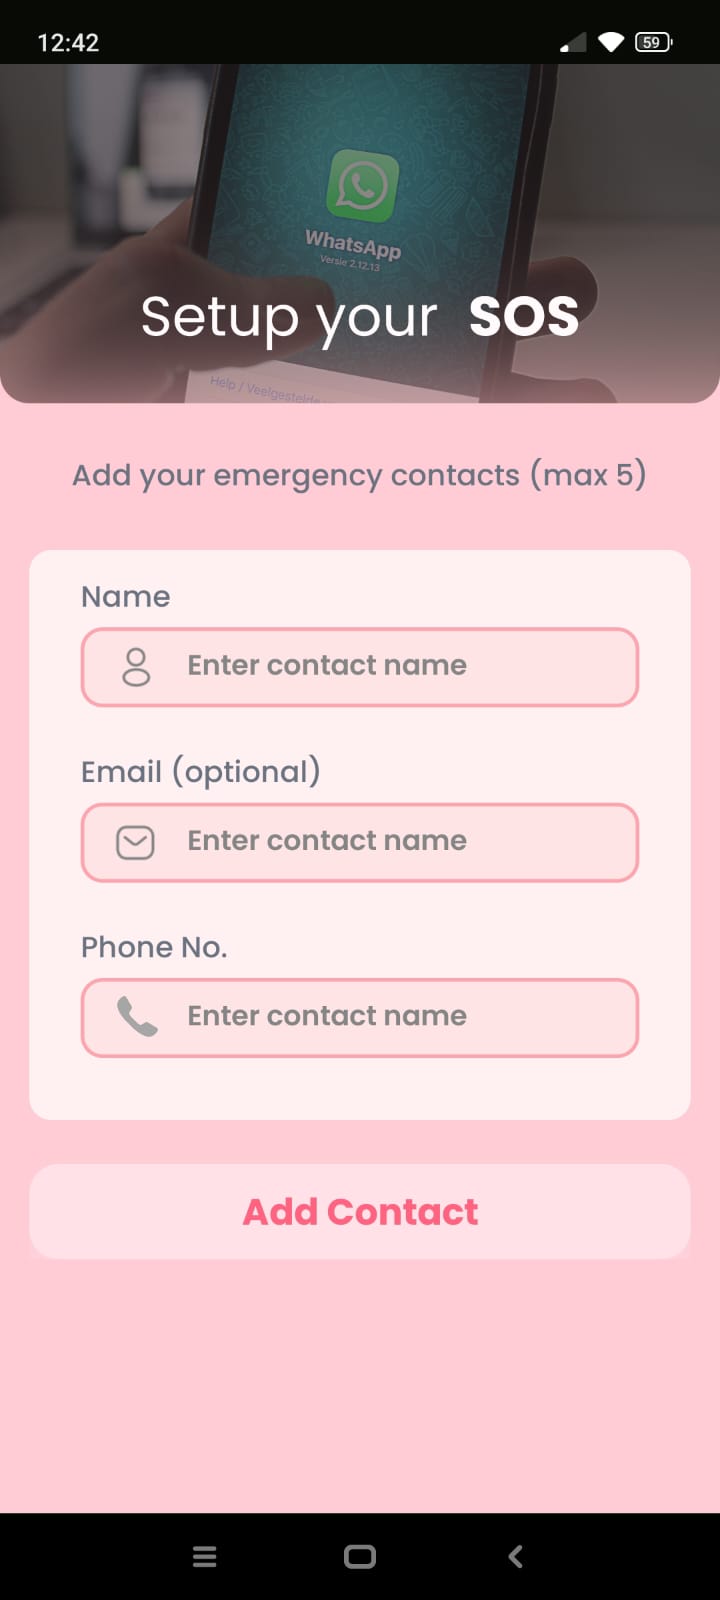 12:42
59
WhatsApp
Versie 2.12.13
Setup your SOS
Help / Veelgestelde
Add your emergency contacts (max 5)
Name
Enter contact name
Email (optional)
Enter contact name
Phone No.
Enter contact name
Add Contact